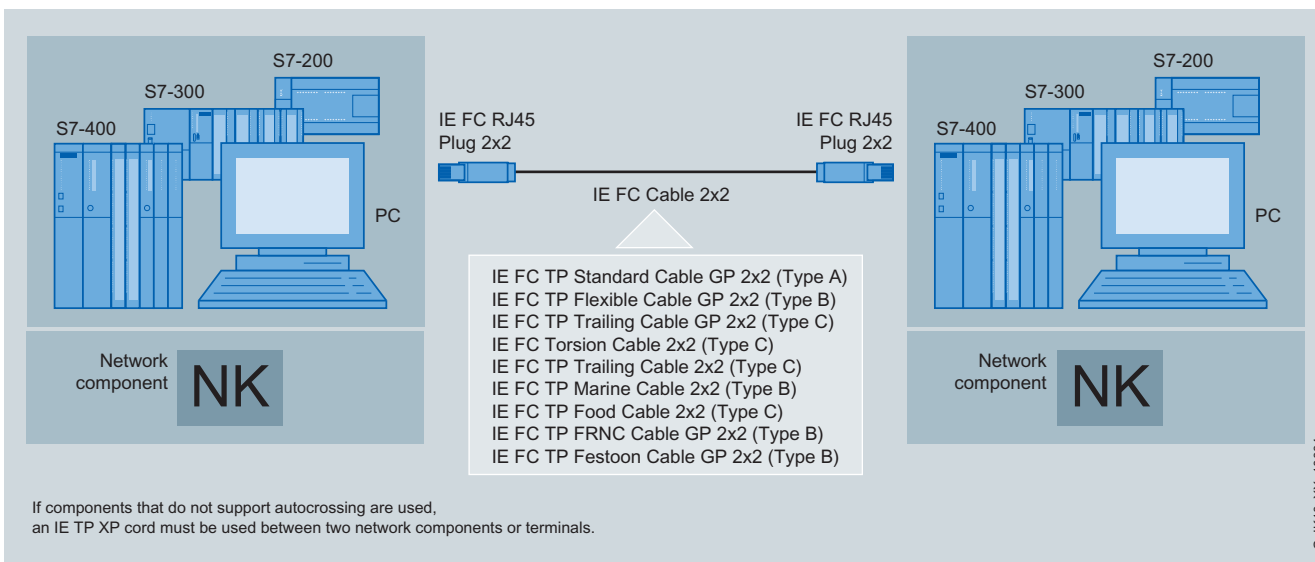 S7-200
S7-300
S7-400
PC
Network
component
NK
IE FC RJ45
Plug 2x2
IE FC RJ45
Plug 2x2
IE FC Cable 2x2
IE FC TP Standard Cable GP 2x2 (Type A)
IE FC TP Flexible Cable GP 2x2 (Type B)
IE FC TP Trailing Cable GP 2x2 (Type C)
IE FC Torsion Cable 2x2 (Type C)
IE FC TP Trailing Cable 2x2 (Type C)
IE FC TP Marine Cable 2x2 (Type B)
IE FC TP Food Cable 2x2 (Type C)
IE FC TP FRNC Cable GP 2x2 (Type B)
IE FC TP Festoon Cable GP 2x2 (Type B)
S7-200
S7-300
S7-400
PC
Network
component
NK
If components that do not support autocrossing are used,
an IE TP XP cord must be used between two network components or terminals.